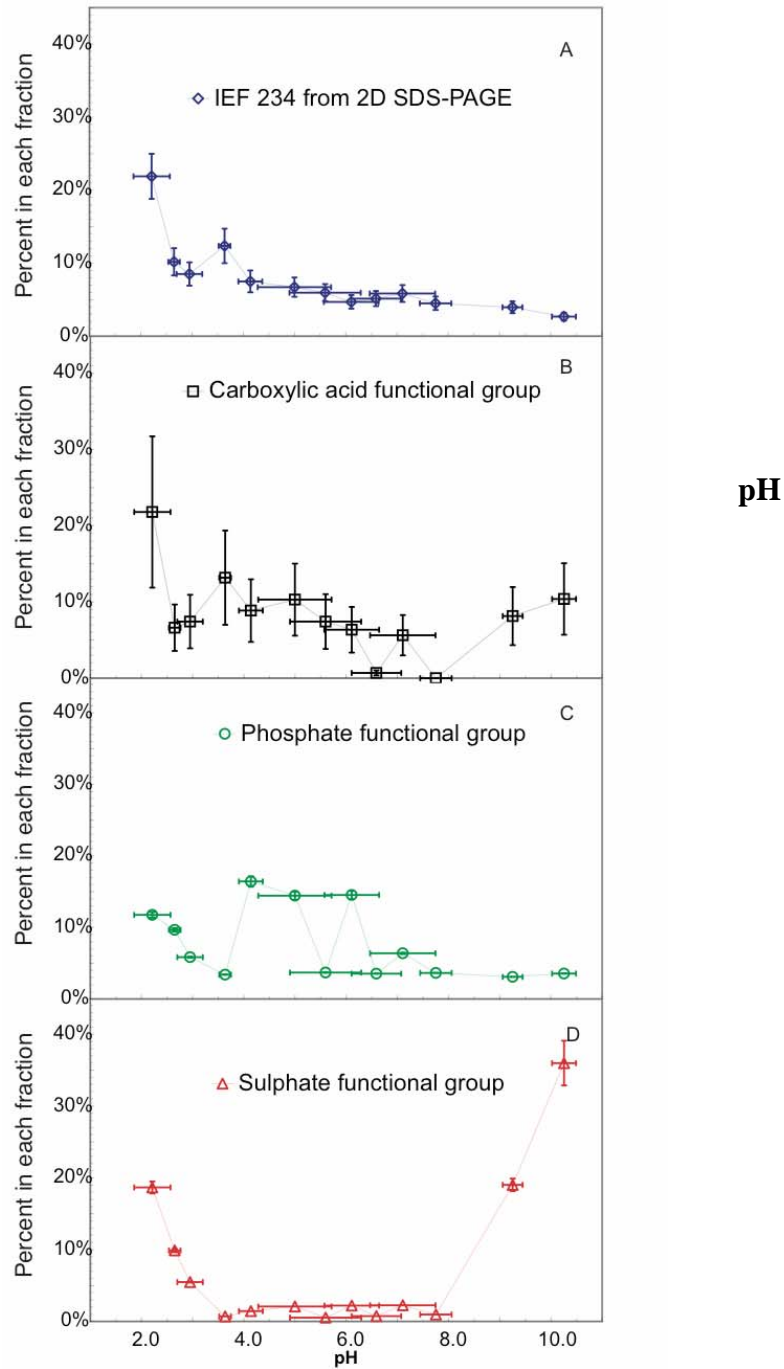 A
40%
IEF 234 from 2D SDS-PAGE
30%
20%
10%
0%
Percent in each fraction
B
40%
Carboxylic acid functional group
30%
20%
10%
0%
Percent in each fraction
pH
C
40%
Phosphate functional group
30%
20%
10%
0%
Percent in each fraction
D
40%
Sulphate functional group
30%
20%
10%
0%
Percent in each fraction
2.0 4.0 6.0 8.0 10.0
pH